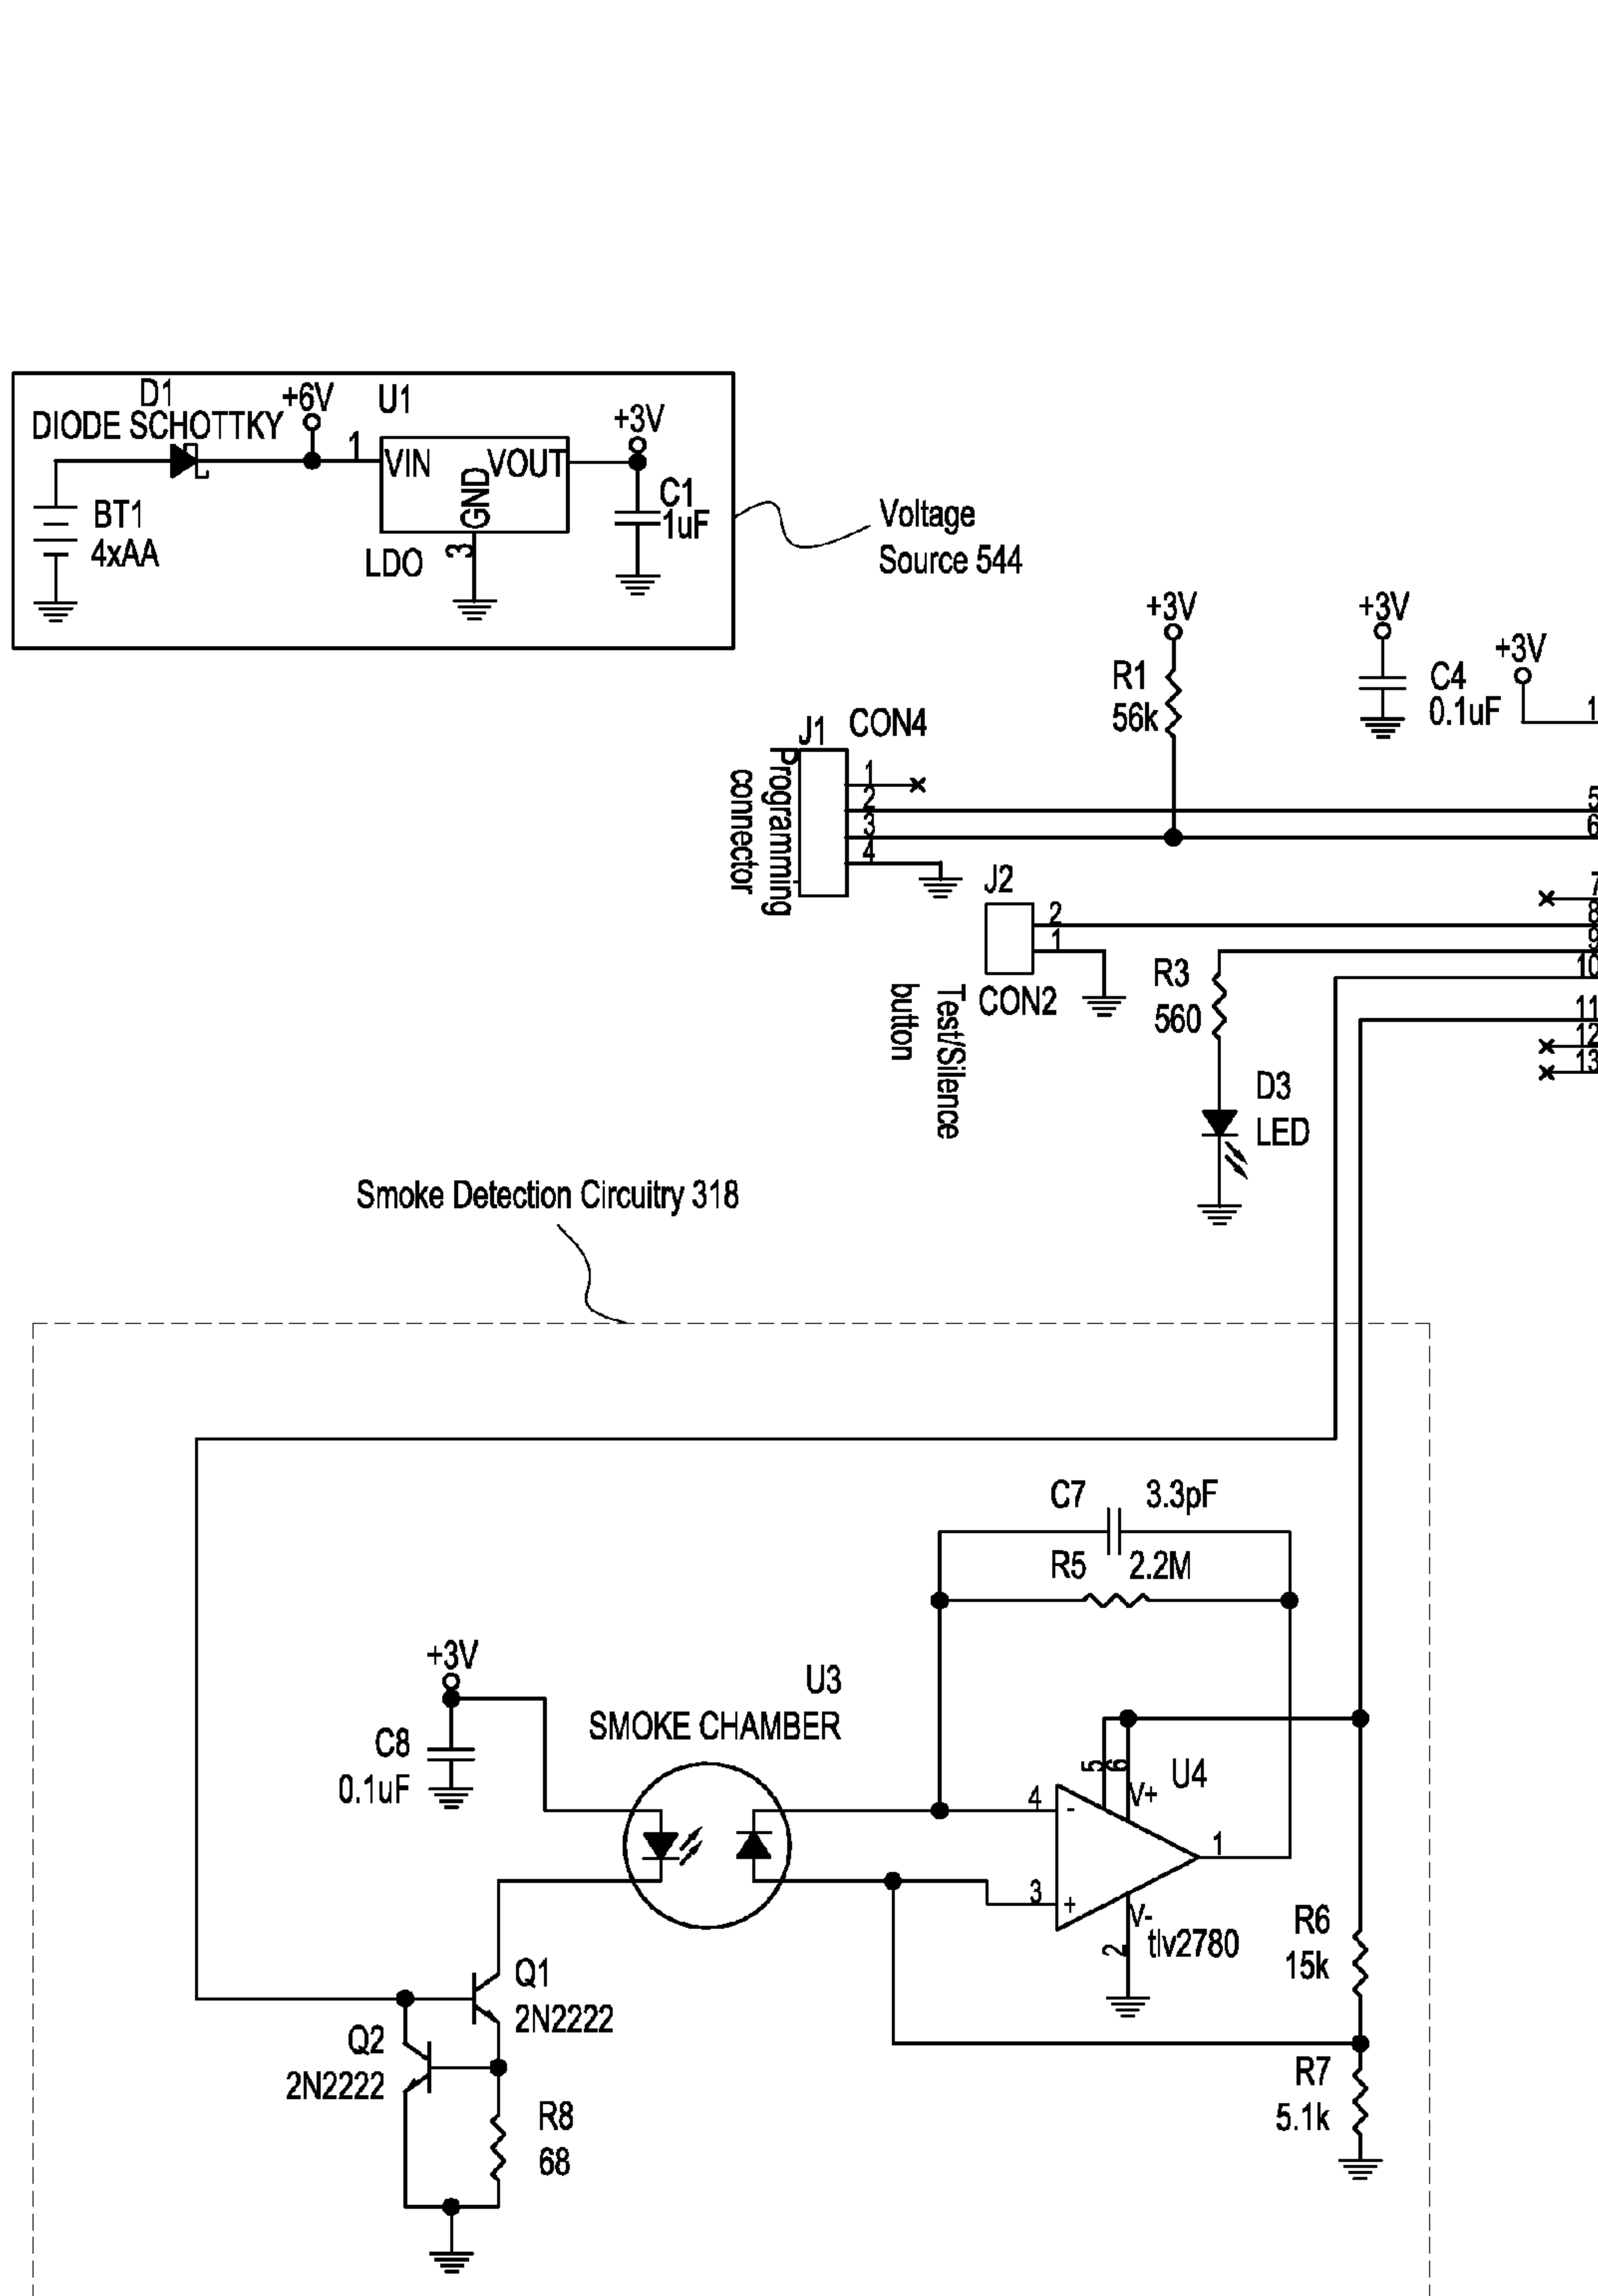 D1
DIODE SCHOTTKY
+6V
U1
+3V
1
VIN
VOUT
GND
3
LDO
BT1
4xAA
C1
1uF
Voltage
Source 544
+3V
R1
56k
+3V
C4
0.1uF
+3V
1
J1
CON4
Programming
connector
1
2
3
4
5
6
J2
2
1
CON2
Test/Silence
button
R3
560
D3
LED
7
8
9
10
11
12
13
Smoke Detection Circuitry 318
C7
3.3pF
R5
2.2M
+3V
C8
0.1uF
U3
SMOKE CHAMBER
5
6
V+
U4
4
-
1
3
+
V-
2
tlv2780
R6
15k
Q1
2N2222
Q2
2N2222
R8
68
R7
5.1k